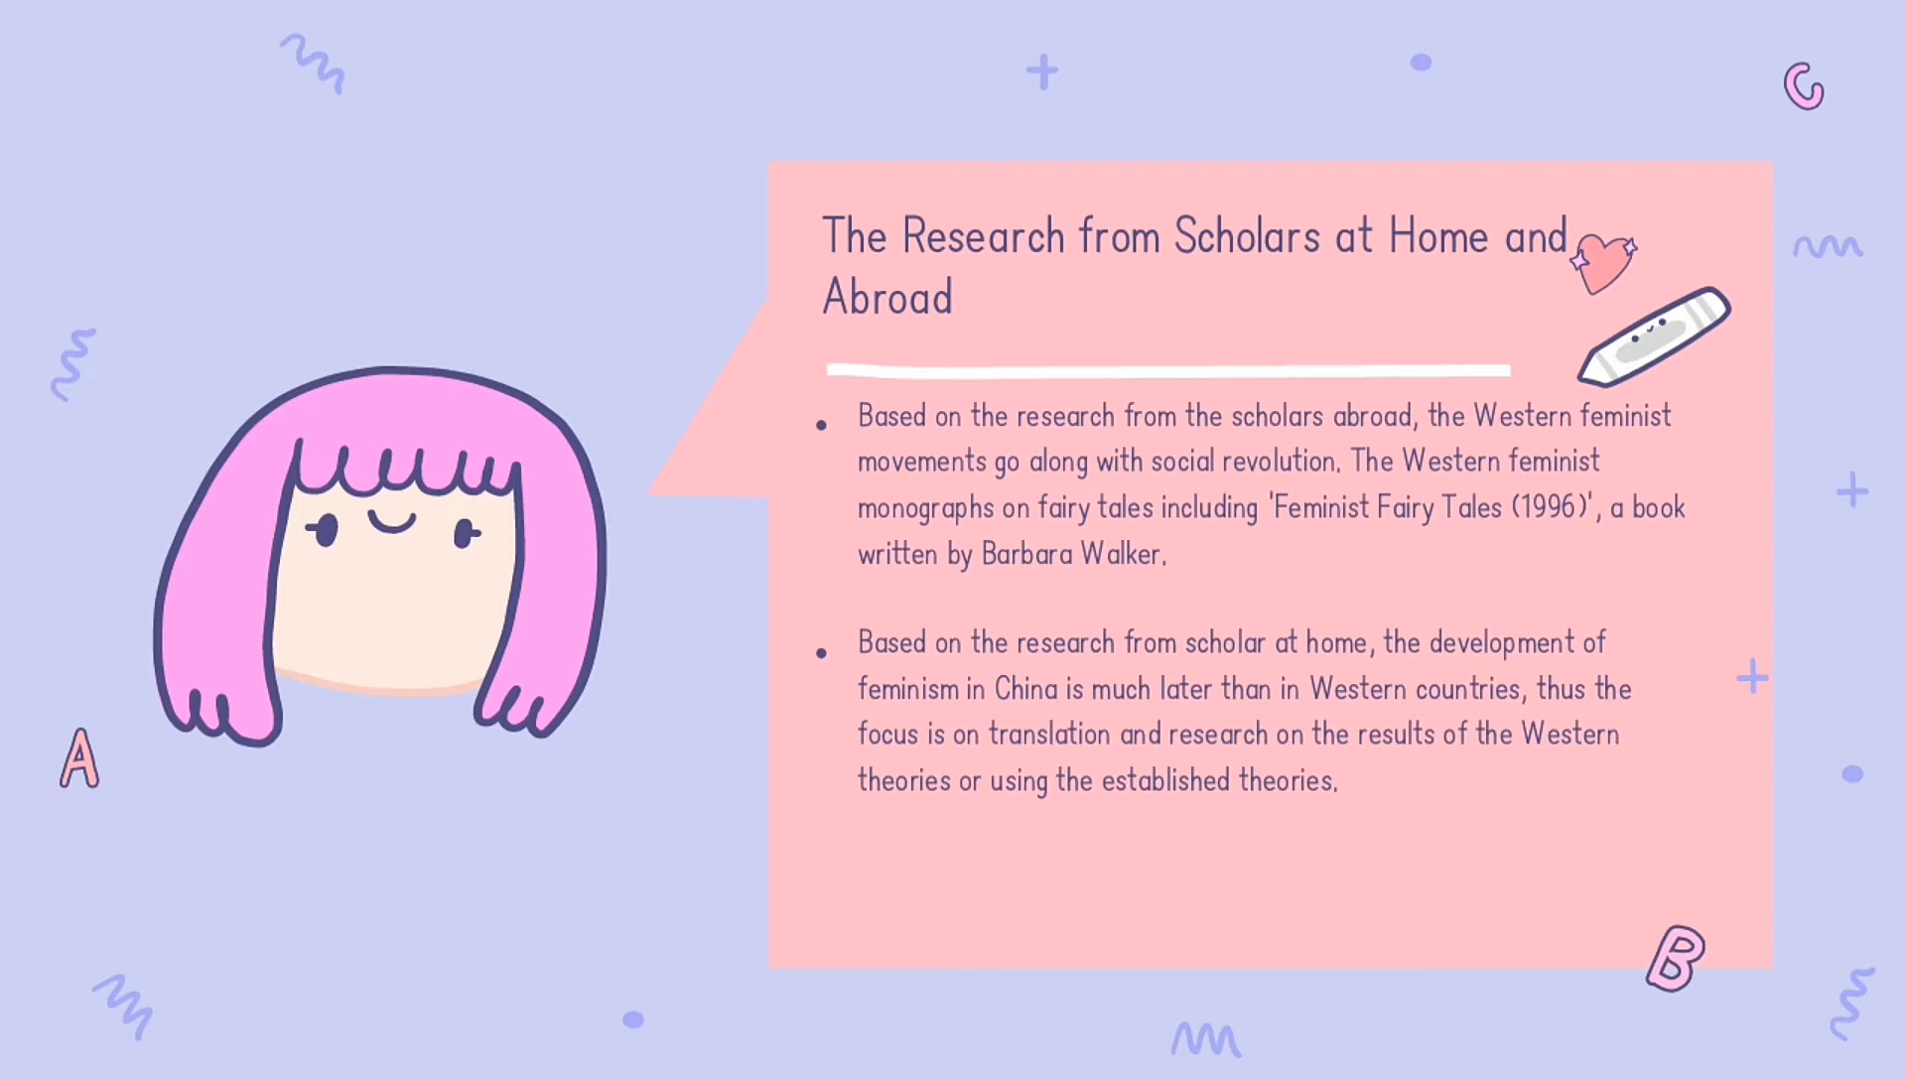 C
The Research from Scholars at Home and
Abroad
Based on the research from the scholars abroad, the Western feminist
movements go along with social revolution. The Western feminist
monographs on fairy tales including 'Feminist Fairy Tales (1996)', a book
written by Barbara Walker.
Based on the research from scholar at home, the development of
feminism in China is much later than in Western countries, thus the
focus is on translation and research on the results of the Western
theories or using the established theories.
A
B